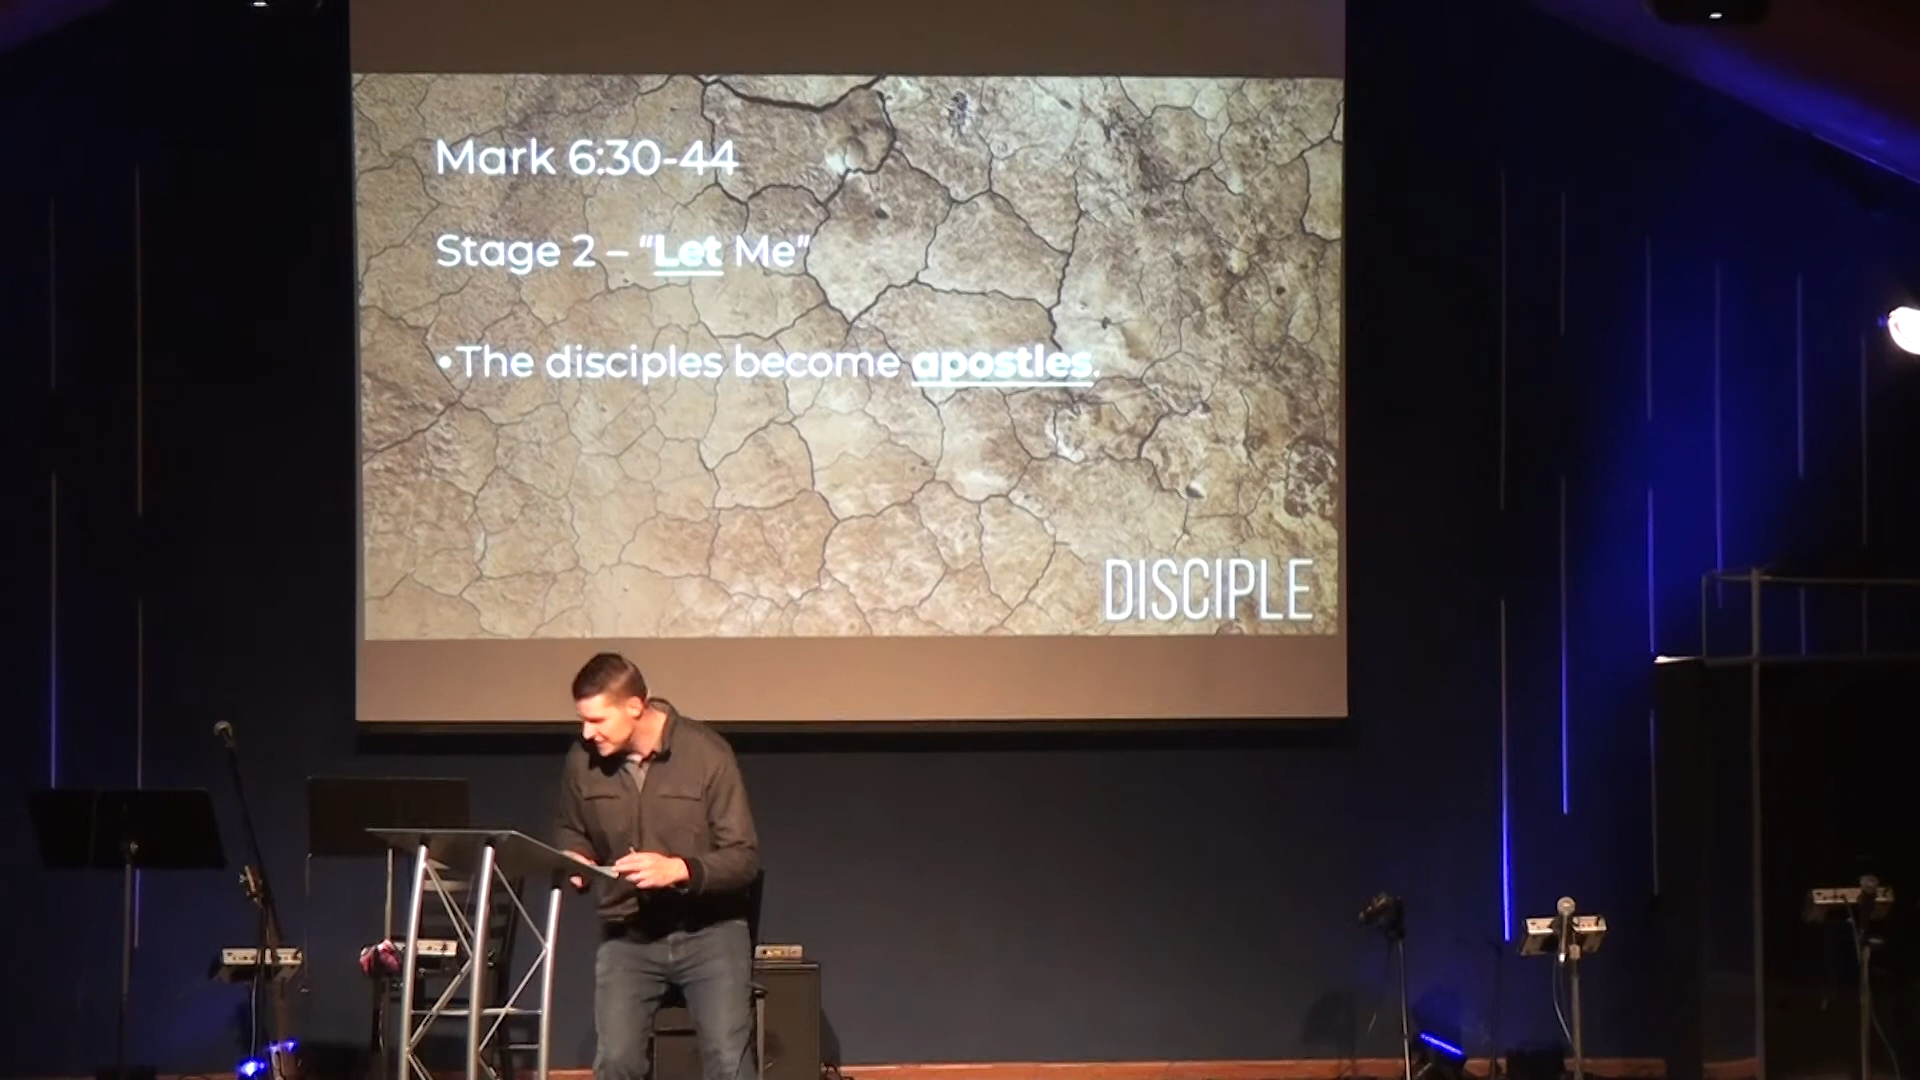 Mark 6:30-44
Stage 2 – "Let Me"
•The disciples become apostles.
DISCIPLE